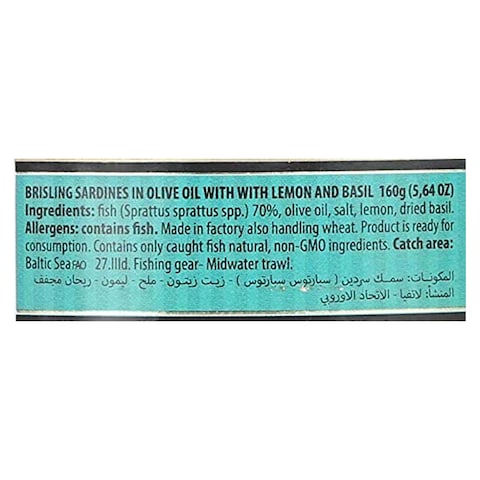 BRISLING SARDINES IN OLIVE OIL WITH WITH LEMON AND BASIL 160g (5,64 OZ)
Ingredients: fish (Sprattus sprattus spp.) 70%, olive oil, salt, lemon, dried basil.
Allergens: contains fish. Made in factory also handling wheat. Product is ready for
consumption. Contains only caught fish natural, non-GMO ingredients. Catch area:
Baltic Sea FAO 27.IIId. Fishing gear- Midwater trawl.
المكونات: سمك سردين ( سبارتوس سبارتوس ) - زيت زيتون - ملح - ليمون - ريحان مجفف
المنشأ: لاتفيا - الاتحاد الاوروبي